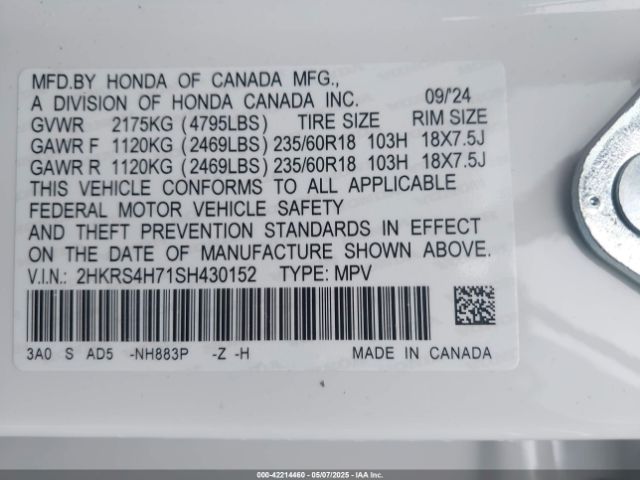 MFD.BY HONDA OF CANADA MFG.,
A DIVISION OF HONDA CANADA INC. 09/'24
GVWR 2175KG (4795LBS) TIRE SIZE RIM SIZE
GAWR F 1120KG (2469LBS) 235/60R18 103H 18X7.5J
GAWR R 1120KG (2469LBS) 235/60R18 103H 18X7.5J
THIS VEHICLE CONFORMS TO ALL APPLICABLE
FEDERAL MOTOR VEHICLE SAFETY
AND THEFT PREVENTION STANDARDS IN EFFECT
ON THE DATE OF MANUFACTURE SHOWN ABOVE.
V.I.N.: 2HKRS4H71SH430152 TYPE: MPV
3A0 S AD5 -NH883P -Z -H MADE IN CANADA
000-42214460 - 05/07/2025 - IAAI COMPANY